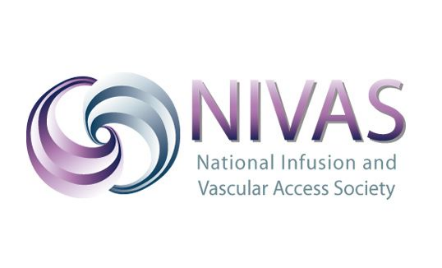 NIVAS
National Infusion and
Vascular Access Society